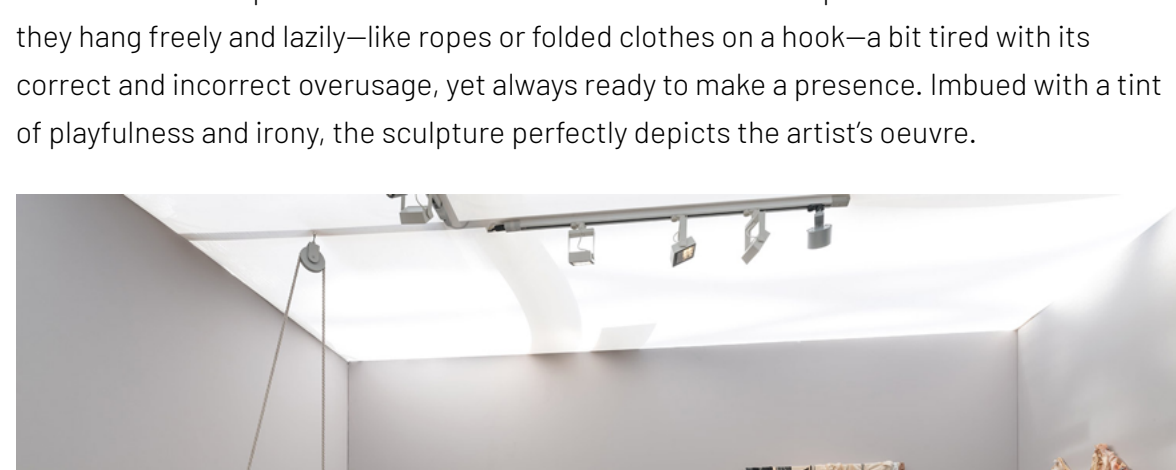 they hang freely and lazily—like ropes or folded clothes on a hook—a bit tired with its
correct and incorrect overusage, yet always ready to make a presence. Imbued with a tint
of playfulness and irony, the sculpture perfectly depicts the artist’s oeuvre.